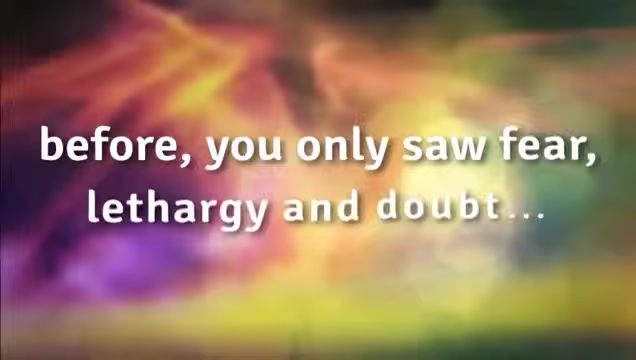 before, you only saw fear,
lethargy and doubt...